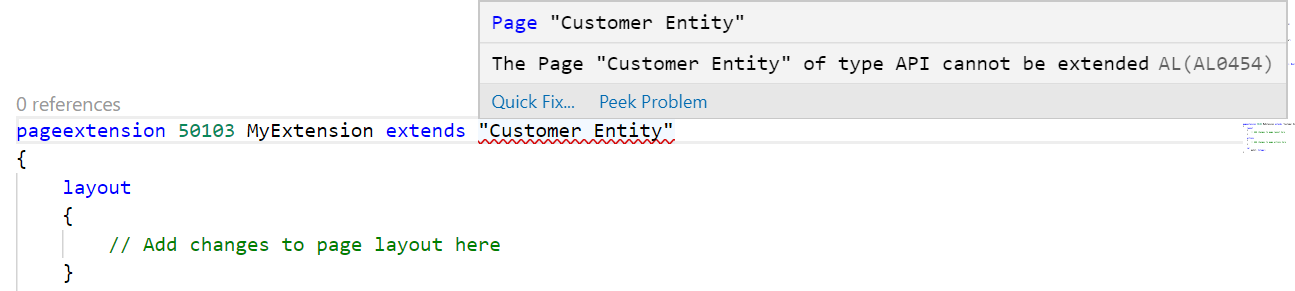 Page "Customer Entity"
The Page "Customer Entity" of type API cannot be extended AL(AL0454)
Quick Fix... Peek Problem
0 references
pageextension 50103 MyExtension extends "Customer Entity"
{
layout
{
// Add changes to page layout here
}